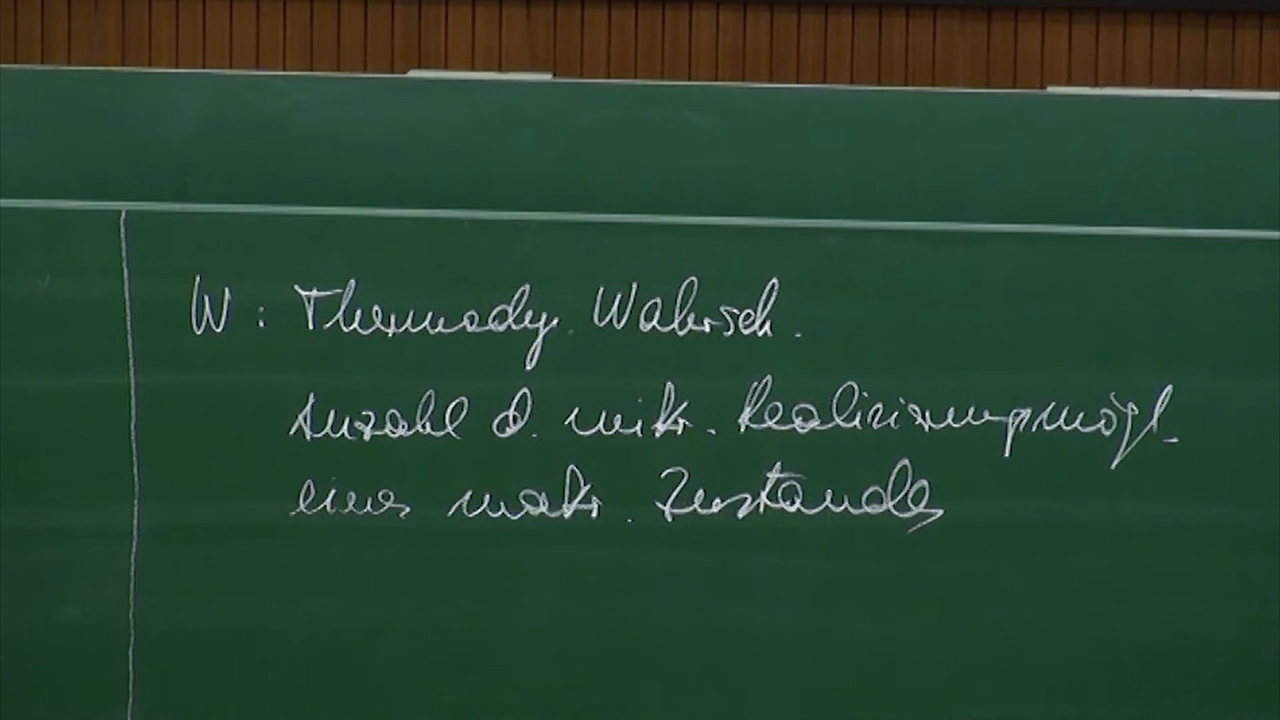 W: Thermody. Wahrsch.
Anzahl d. mikr. Realisierungsmögl.
eines makr. Zustandes